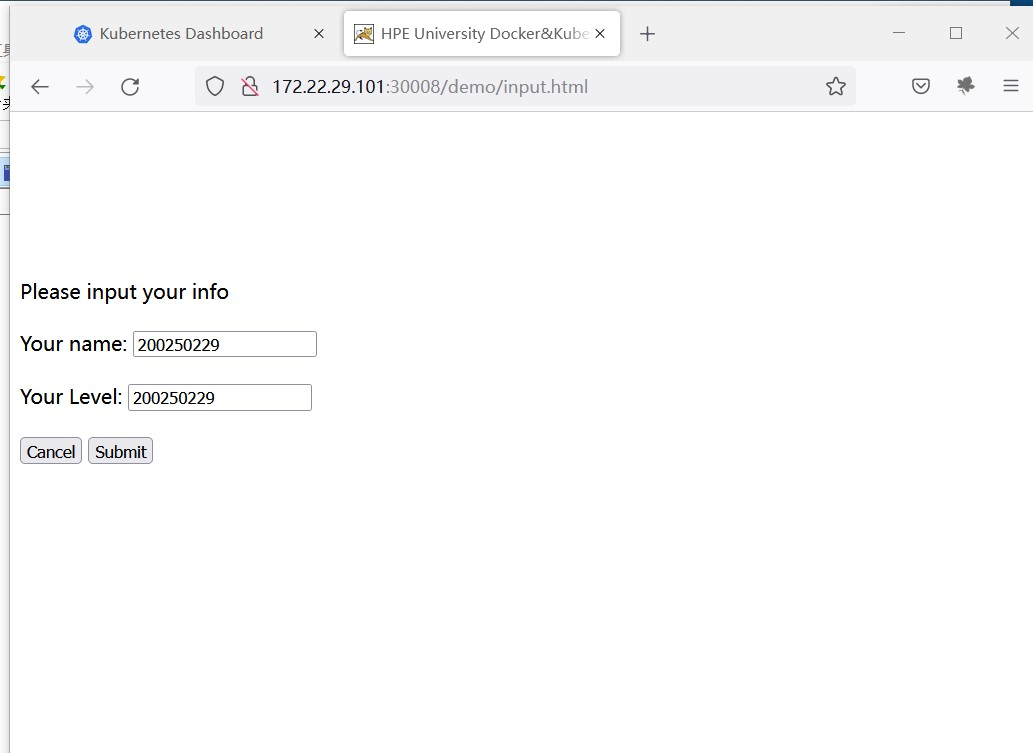 Kubernetes Dashboard
HPE University Docker&Kube
172.22.29.101:30008/demo/input.html
Please input your info
Your name: 200250229
Your Level: 200250229
Cancel Submit